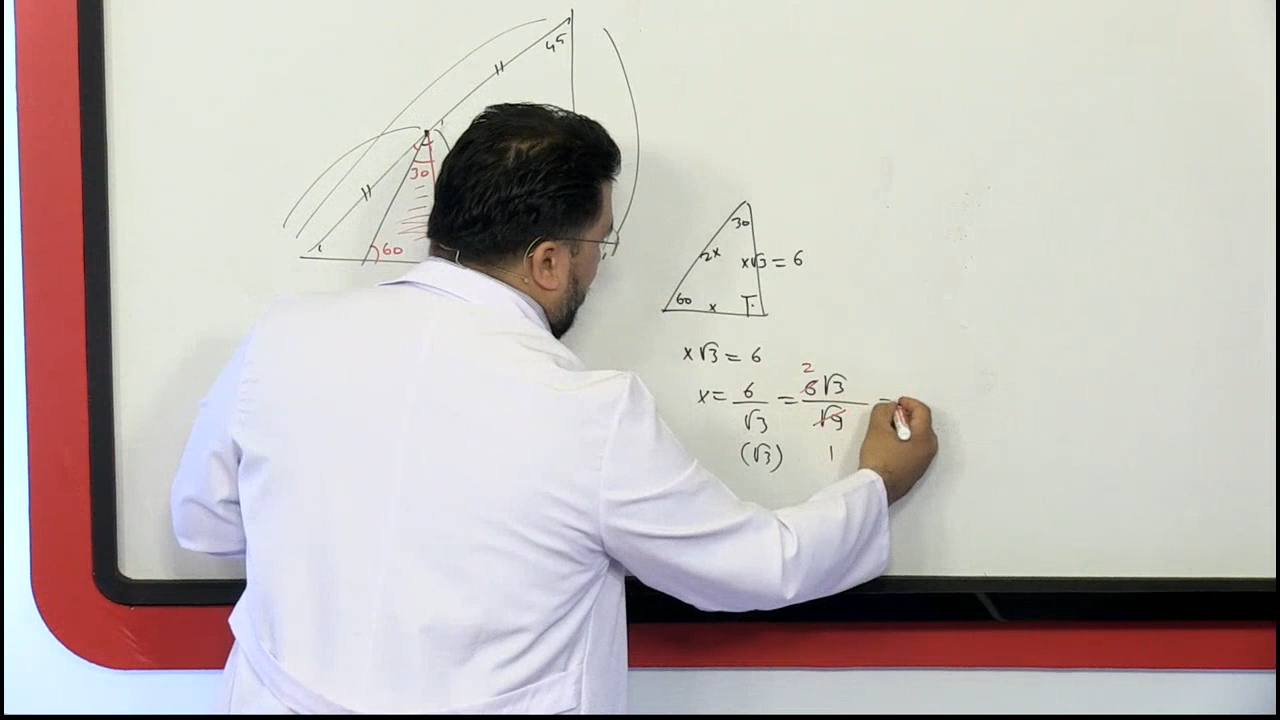 45
30
60
30
2x
x√3 = 6
60
x
x√3 = 6
2
x = 6/√3 = 6√3/√9 =
(√3)
1